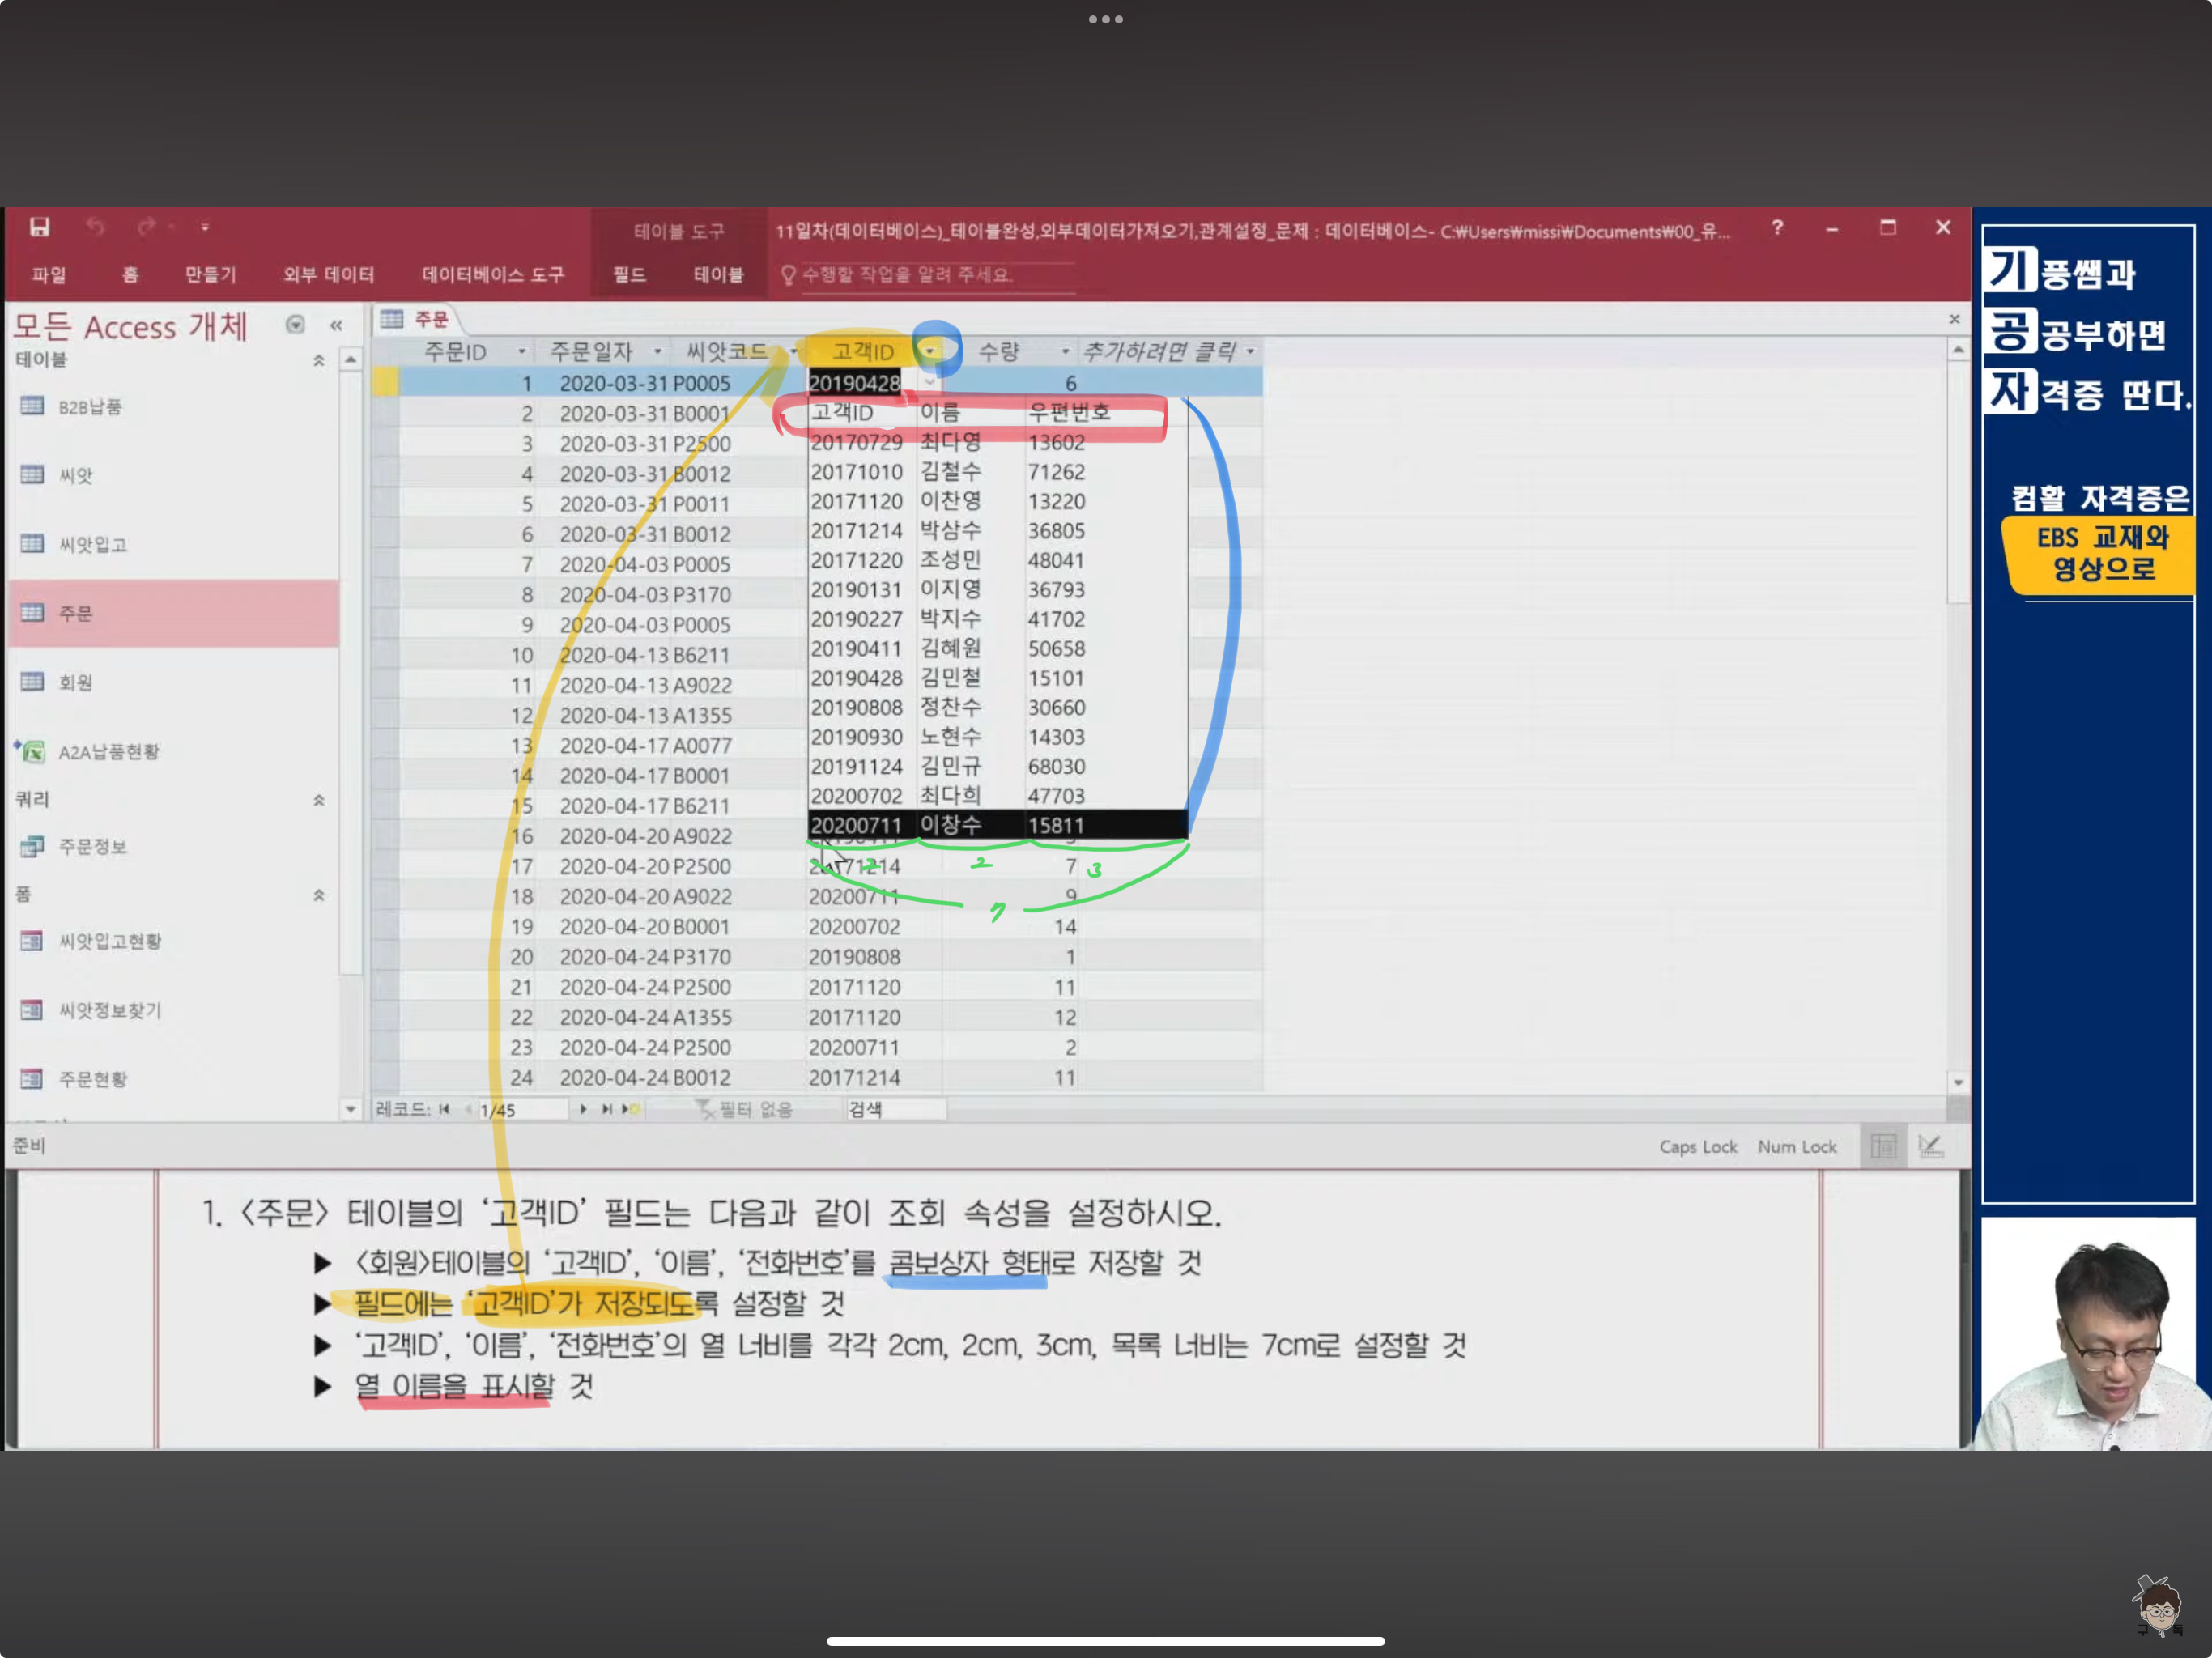 테이블 도구
11일차(데이터베이스)_테이블완성,외부데이터가져오기,관계설정_문제 : 데이터베이스- C:₩Users₩missi₩Documents₩00_유...
?
파일 홈 만들기 외부 데이터 데이터베이스 도구 필드 테이블 수행할 작업을 알려 주세요.
모든 Access 개체
테이블
B2B납품
씨앗
씨앗입고
주문
회원
A2A납품현황
쿼리
주문정보
폼
씨앗입고현황
씨앗정보찾기
주문현황
주문
주문ID 주문일자 씨앗코드 고객ID 수량 추가하려면 클릭
1 2020-03-31 P0005 20190428 6
2 2020-03-31 B0001
3 2020-03-31 P2500
4 2020-03-31 B0012
5 2020-03-31 P0011
6 2020-03-31 B0012
7 2020-04-03 P0005
8 2020-04-03 P3170
9 2020-04-03 P0005
10 2020-04-13 B6211
11 2020-04-13 A9022
12 2020-04-13 A1355
13 2020-04-17 A0077
14 2020-04-17 B0001
15 2020-04-17 B6211
16 2020-04-20 A9022
17 2020-04-20 P2500 7
18 2020-04-20 A9022 20200711 9
19 2020-04-20 B0001 20200702 14
20 2020-04-24 P3170 20190808 1
21 2020-04-24 P2500 20171120 11
22 2020-04-24 A1355 20171120 12
23 2020-04-24 P2500 20200711 2
24 2020-04-24 B0012 20171214 11
고객ID 이름 우편번호
20170729 최다영 13602
20171010 김철수 71262
20171120 이찬영 13220
20171214 박삼수 36805
20171220 조성민 48041
20190131 이지영 36793
20190227 박지수 41702
20190411 김혜원 50658
20190428 김민철 15101
20190808 정찬수 30660
20190930 노현수 14303
20191124 김민규 68030
20200702 최다희 47703
20200711 이창수 15811
2 2 3
7
레코드: 1/45 필터 없음 검색
준비 Caps Lock Num Lock
1. 〈주문〉 테이블의 ‘고객ID’ 필드는 다음과 같이 조회 속성을 설정하시오.
▶ 〈회원〉테이블의 ‘고객ID’, ‘이름’, ‘전화번호’를 콤보상자 형태로 저장할 것
▶ 필드에는 ‘고객ID’가 저장되도록 설정할 것
▶ ‘고객ID’, ‘이름’, ‘전화번호’의 열 너비를 각각 2cm, 2cm, 3cm, 목록 너비는 7cm로 설정할 것
▶ 열 이름을 표시할 것
기풍쌤과
공공부하면
자격증 딴다.
컴활 자격증은
EBS 교재와
영상으로
구독